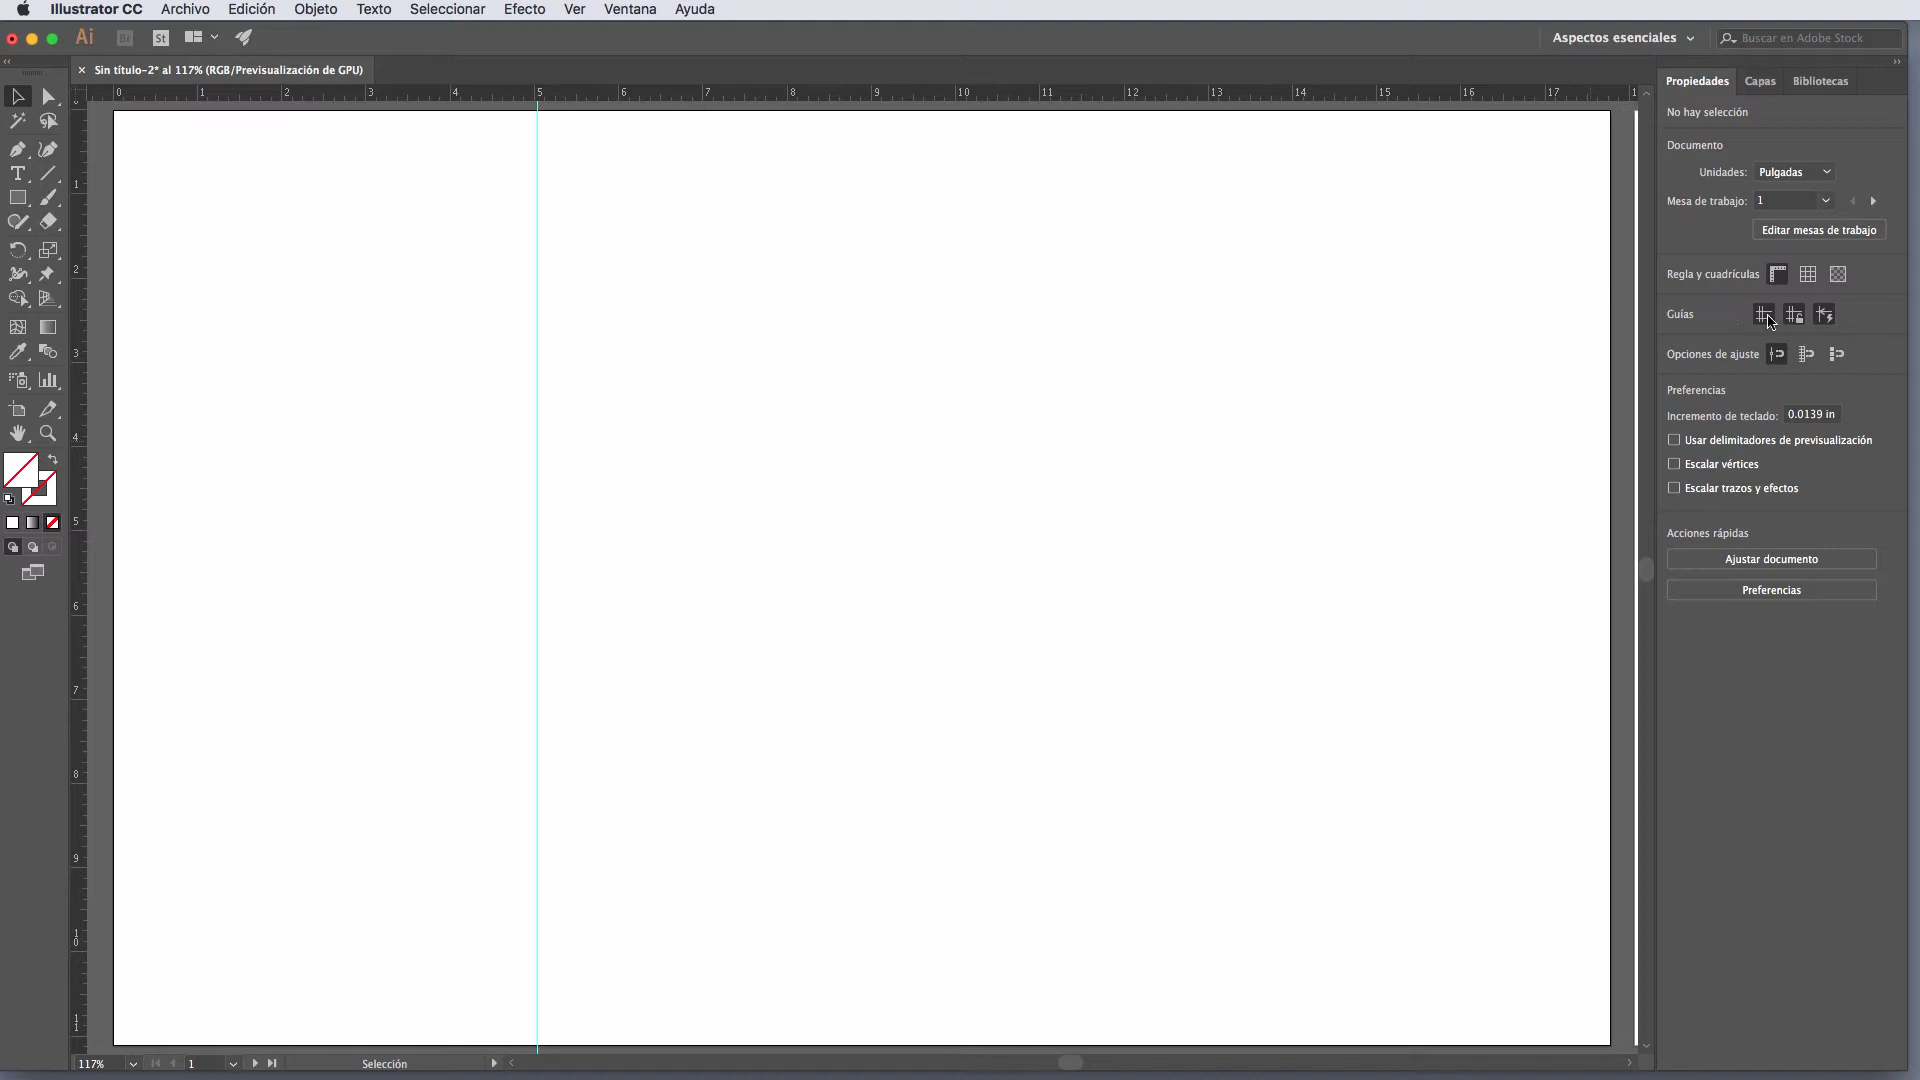 Illustrator CC Archivo Edición Objeto Texto Seleccionar Efecto Ver Ventana Ayuda
Ai Br St Aspectos esenciales Buscar en Adobe Stock
× Sin título-2* al 117% (RGB/Previsualización de GPU)
0 1 2 3 4 5 6 7 8 9 10 11 12 13 14 15 16 17 1
Propiedades Capas Bibliotecas
No hay selección
Documento
Unidades: Pulgadas
Mesa de trabajo: 1
Editar mesas de trabajo
Regla y cuadrículas
Guías
Opciones de ajuste
Preferencias
Incremento de teclado: 0.0139 in
Usar delimitadores de previsualización
Escalar vértices
Escalar trazos y efectos
Acciones rápidas
Ajustar documento
Preferencias
1
2
3
4
5
6
7
8
9
10
11
117% 1 Selección